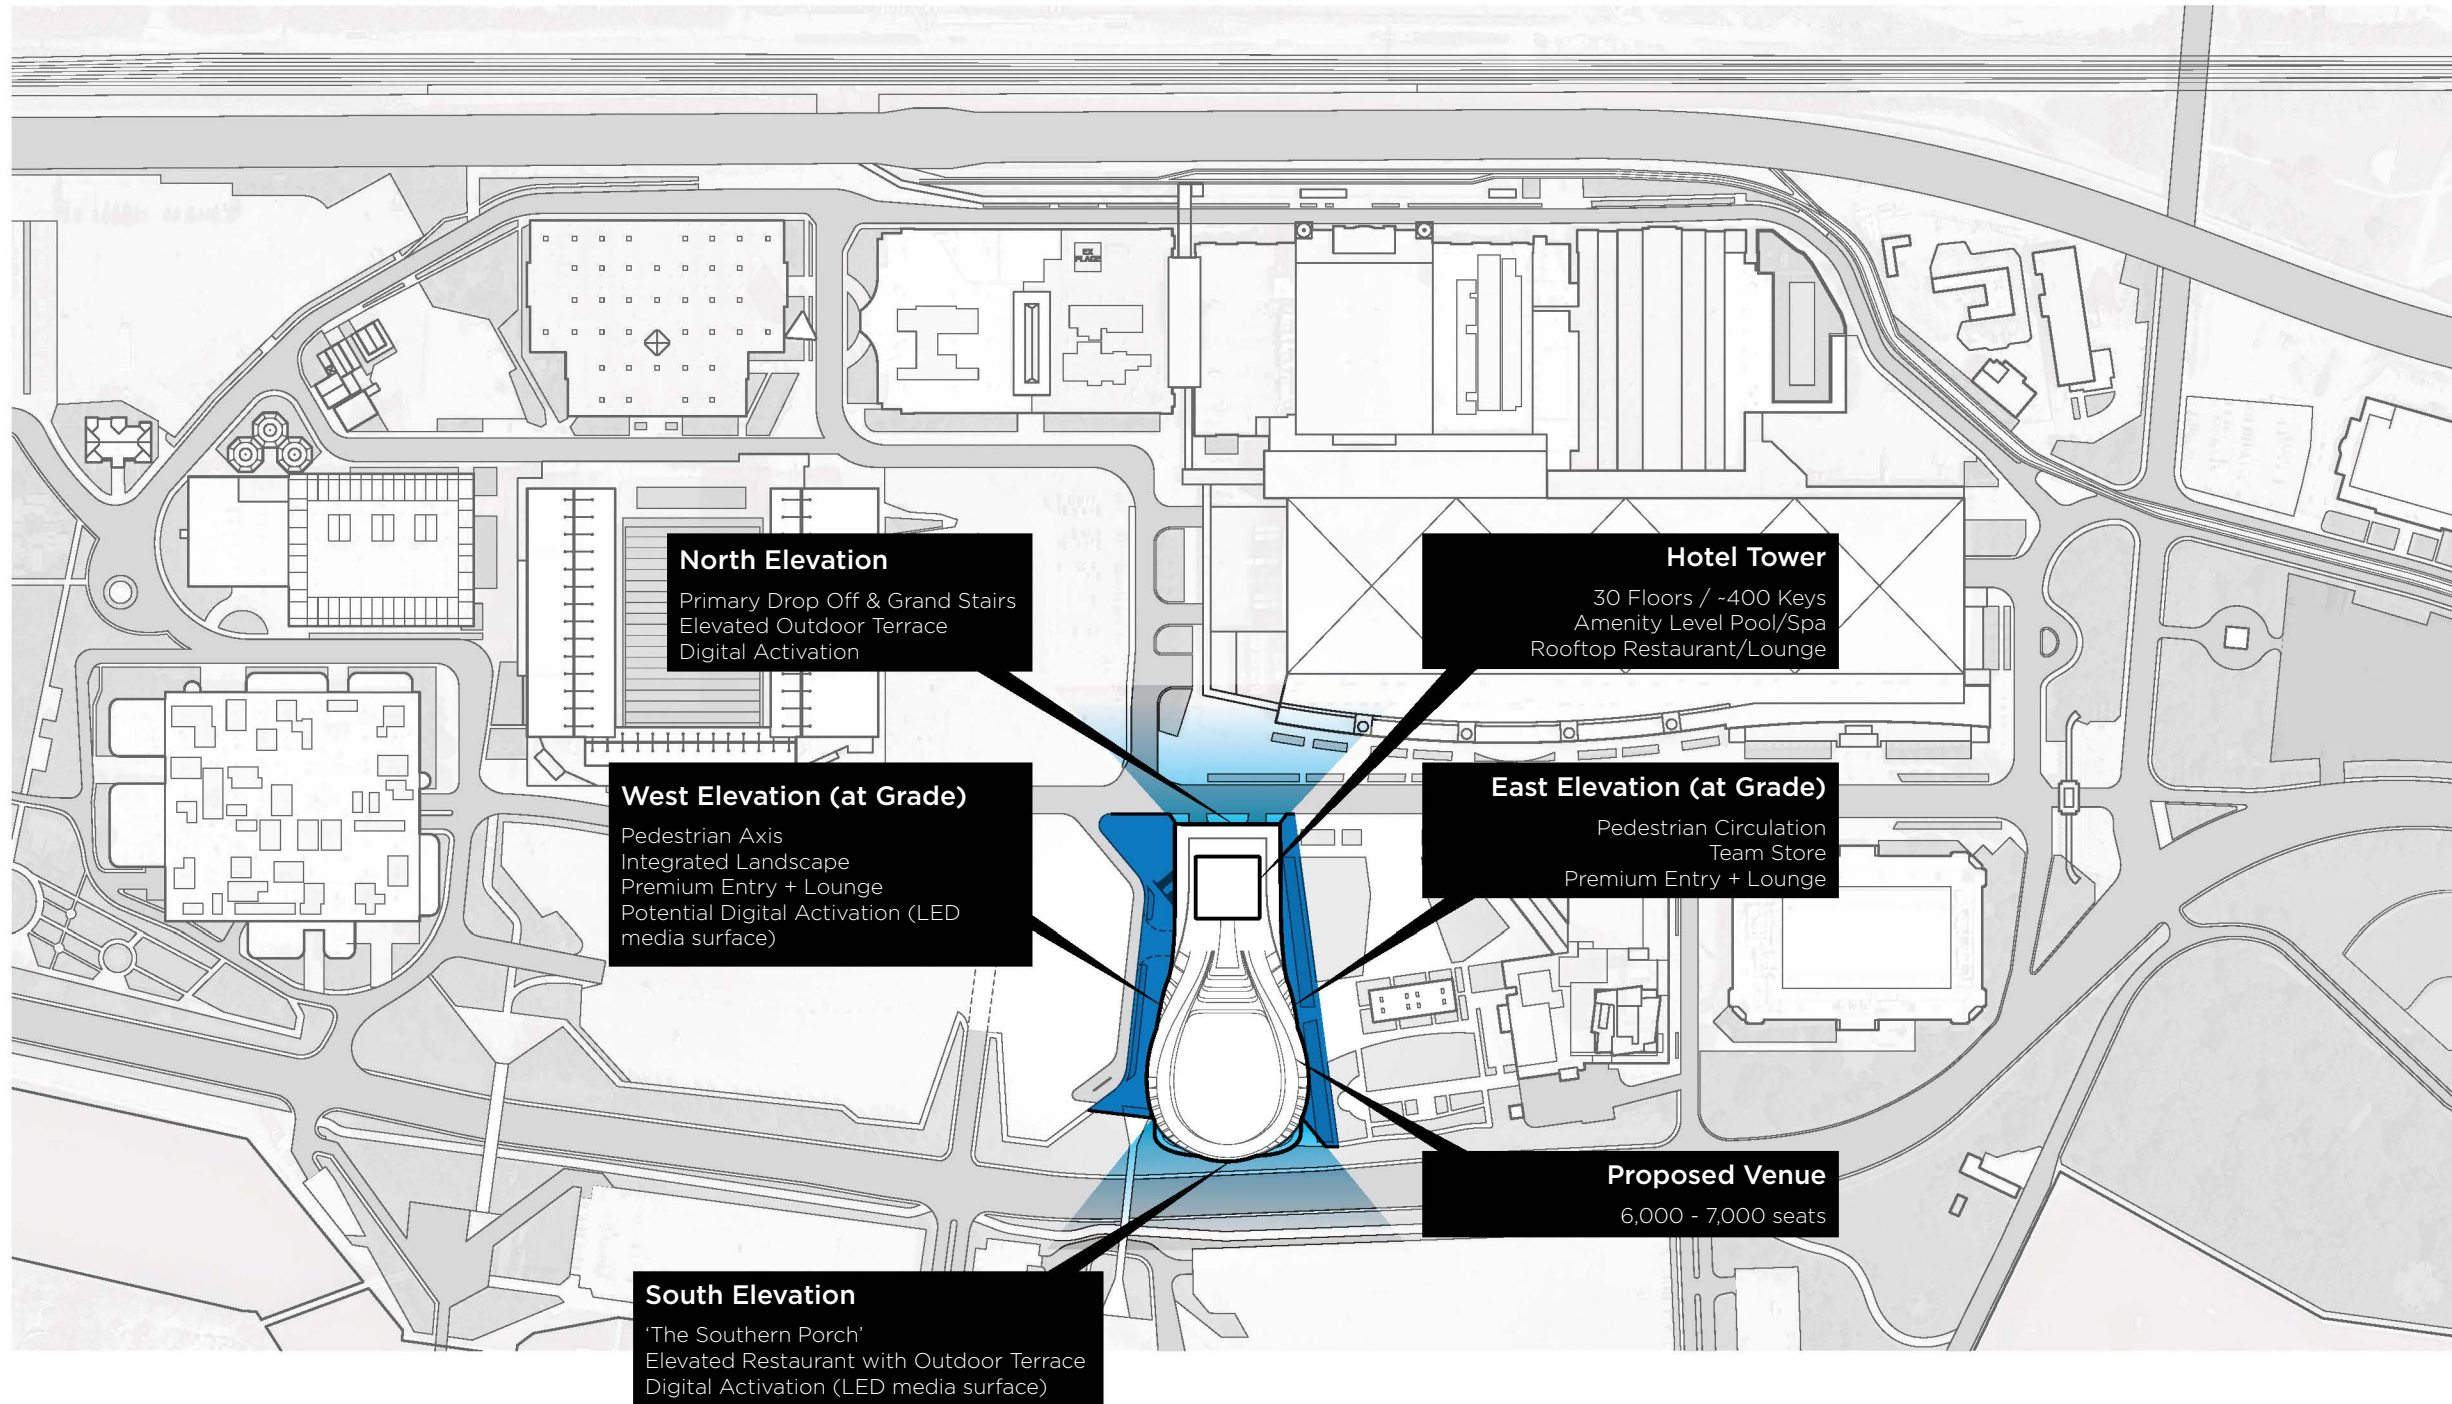 EX
PLACE
North Elevation
Primary Drop Off & Grand Stairs
Elevated Outdoor Terrace
Digital Activation
Hotel Tower
30 Floors / ~400 Keys
Amenity Level Pool/Spa
Rooftop Restaurant/Lounge
West Elevation (at Grade)
Pedestrian Axis
Integrated Landscape
Premium Entry + Lounge
Potential Digital Activation (LED
media surface)
East Elevation (at Grade)
Pedestrian Circulation
Team Store
Premium Entry + Lounge
Proposed Venue
6,000 - 7,000 seats
South Elevation
‘The Southern Porch’
Elevated Restaurant with Outdoor Terrace
Digital Activation (LED media surface)